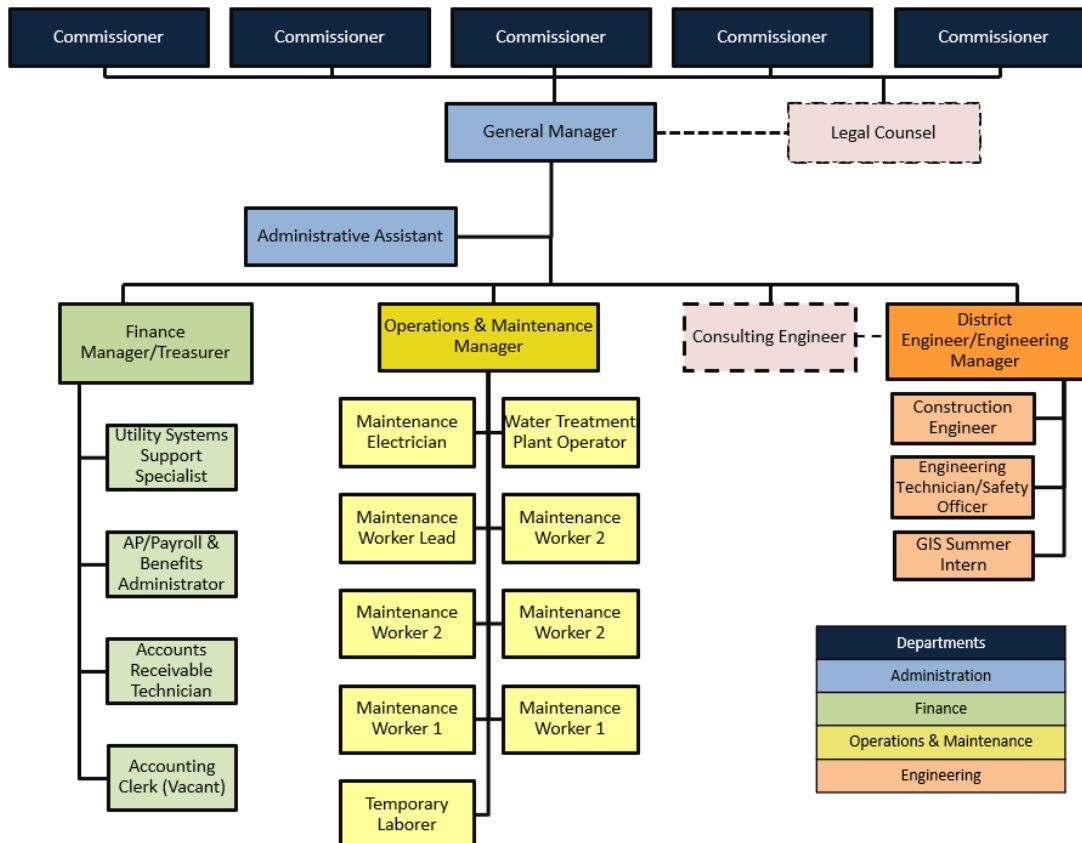 Commissioner
Commissioner
Commissioner
Commissioner
Commissioner
General Manager
Legal Counsel
Administrative Assistant
Finance
Manager/Treasurer
Operations & Maintenance
Manager
Consulting Engineer
District
Engineer/Engineering
Manager
Utility Systems
Support
Specialist
AP/Payroll &
Benefits
Administrator
Accounts
Receivable
Technician
Accounting
Clerk (Vacant)
Maintenance
Electrician
Water Treatment
Plant Operator
Maintenance
Worker Lead
Maintenance
Worker 2
Maintenance
Worker 2
Maintenance
Worker 2
Maintenance
Worker 1
Maintenance
Worker 1
Temporary
Laborer
Construction
Engineer
Engineering
Technician/Safety
Officer
GIS Summer
Intern
Departments
Administration
Finance
Operations & Maintenance
Engineering